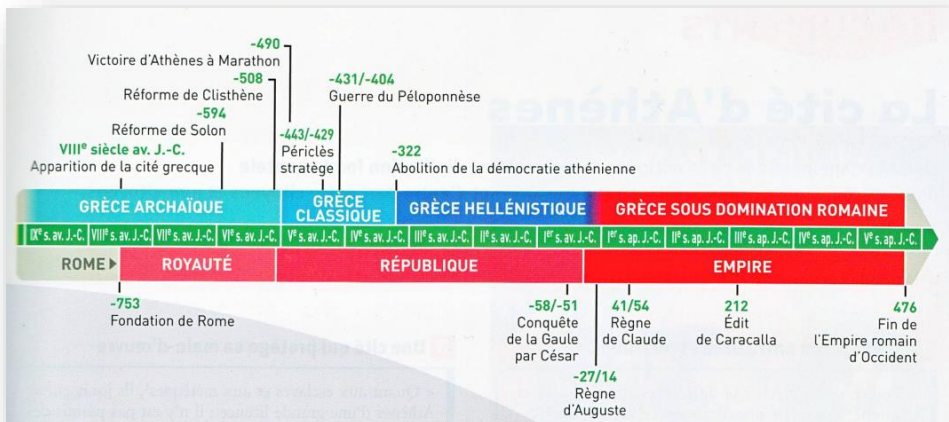 -490
Victoire d'Athènes à Marathon
-508
Réforme de Clisthène
-594
Réforme de Solon
VIIIe siècle av. J.-C.
Apparition de la cité grecque
-443/-429
Périclès
stratège
-431/-404
Guerre du Péloponnèse
-322
Abolition de la démocratie athénienne
GRÈCE ARCHAÏQUE
GRÈCE
CLASSIQUE
GRÈCE HELLÉNISTIQUE
GRÈCE SOUS DOMINATION ROMAINE
IXe s. av. J.-C. VIIIe s. av. J.-C. VIIe s. av. J.-C. VIe s. av. J.-C. Ve s. av. J.-C. IVe s. av. J.-C. IIIe s. av. J.-C. IIe s. av. J.-C. Ier s. av. J.-C. Ier s. ap. J.-C. IIe s. ap. J.-C. IIIe s. ap. J.-C. IVe s. ap. J.-C. Ve s. ap. J.-C.
ROME
ROYAUTÉ
RÉPUBLIQUE
EMPIRE
-753
Fondation de Rome
-58/-51
Conquête
de la Gaule
par César
-27/14
Règne
d'Auguste
41/54
Règne
de Claude
212
Édit
de Caracalla
476
Fin de
l'Empire romain
d'Occident
La cité d'Athènes